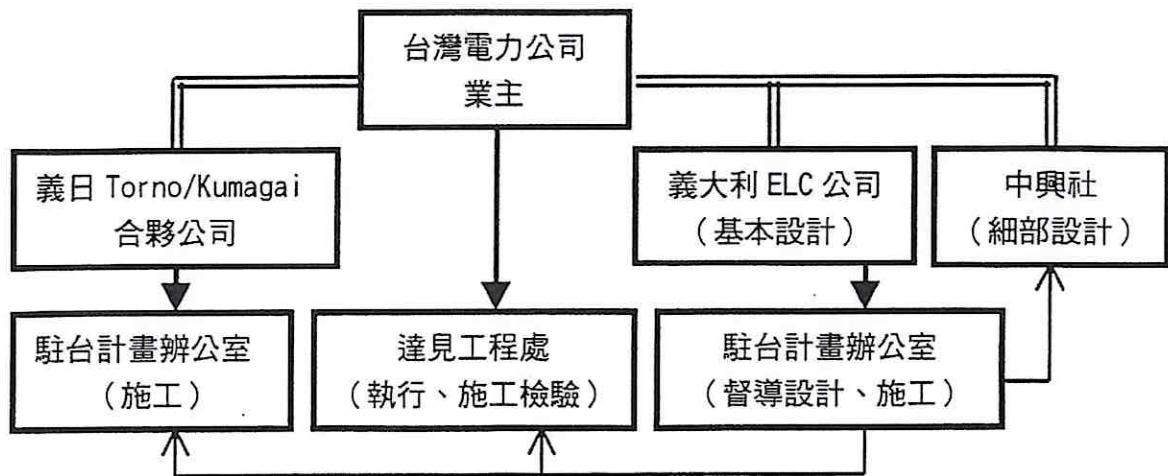 台灣電力公司
業主
義日 Torno/Kumagai
合夥公司
義大利 ELC 公司
（基本設計）
中興社
（細部設計）
駐台計畫辦公室
（施工）
達見工程處
（執行、施工檢驗）
駐台計畫辦公室
（督導設計、施工）